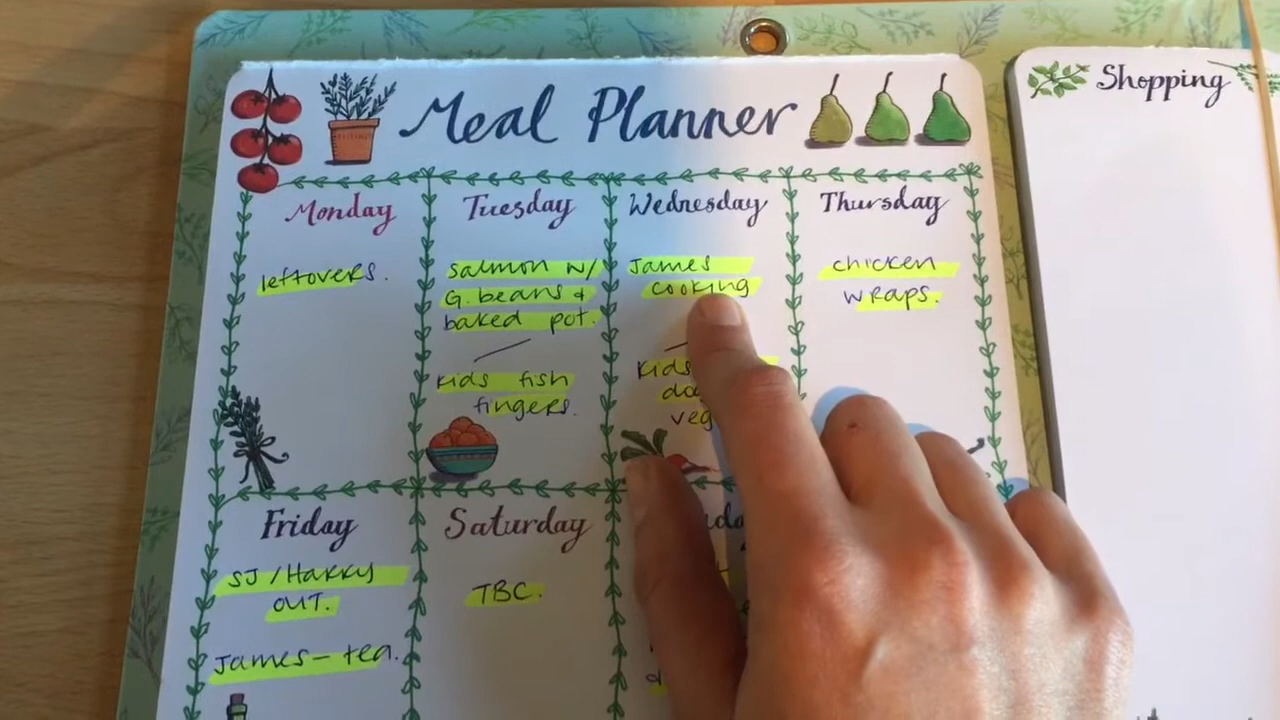 Meal Planner
Shopping
Monday
leftovers.
Tuesday
salmon w/
G. beans &
baked pot.
kids fish
fingers.
Wednesday
James
cooking
kids
Thursday
chicken
wraps.
Friday
SJ / Harry
OUT.
James - tea.
Saturday
TBC.